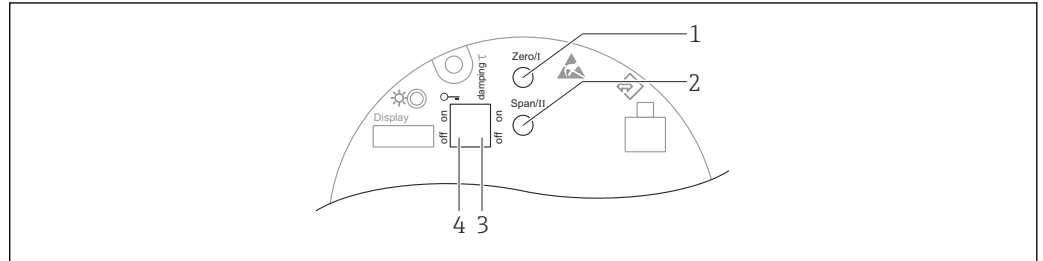 1
Zero/I
damping τ
2
Span/II
Display
on
off
on
off
4 3